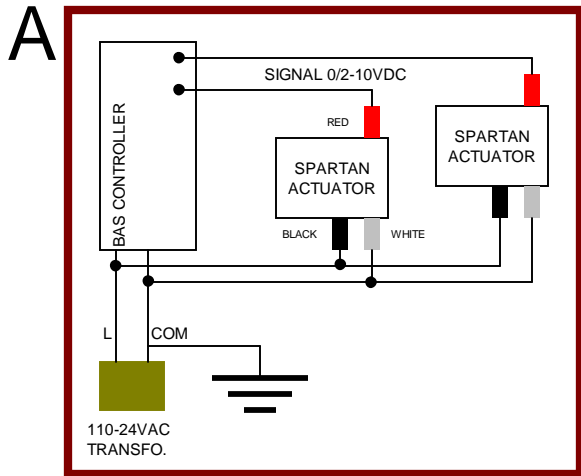 A
SIGNAL 0/2-10VDC
RED
SPARTAN
ACTUATOR
SPARTAN
ACTUATOR
BAS CONTROLLER
BLACK
WHITE
L
COM
110-24VAC
TRANSFO.